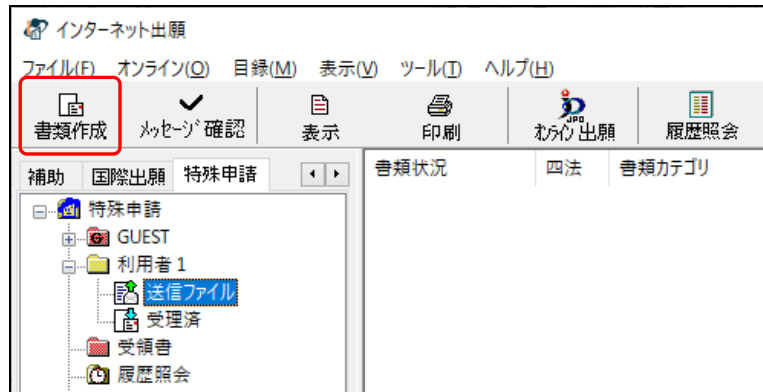 インターネット出願
ファイル(F) オンライン(O) 目録(M) 表示(V) ツール(T) ヘルプ(H)
書類作成 メッセージ確認 表示 印刷 オンライン出願 履歴照会
補助 国際出願 特殊申請 書類状況 四法 書類カテゴリ
特殊申請
GUEST
利用者1
送信ファイル
受理済
受領書
履歴照会